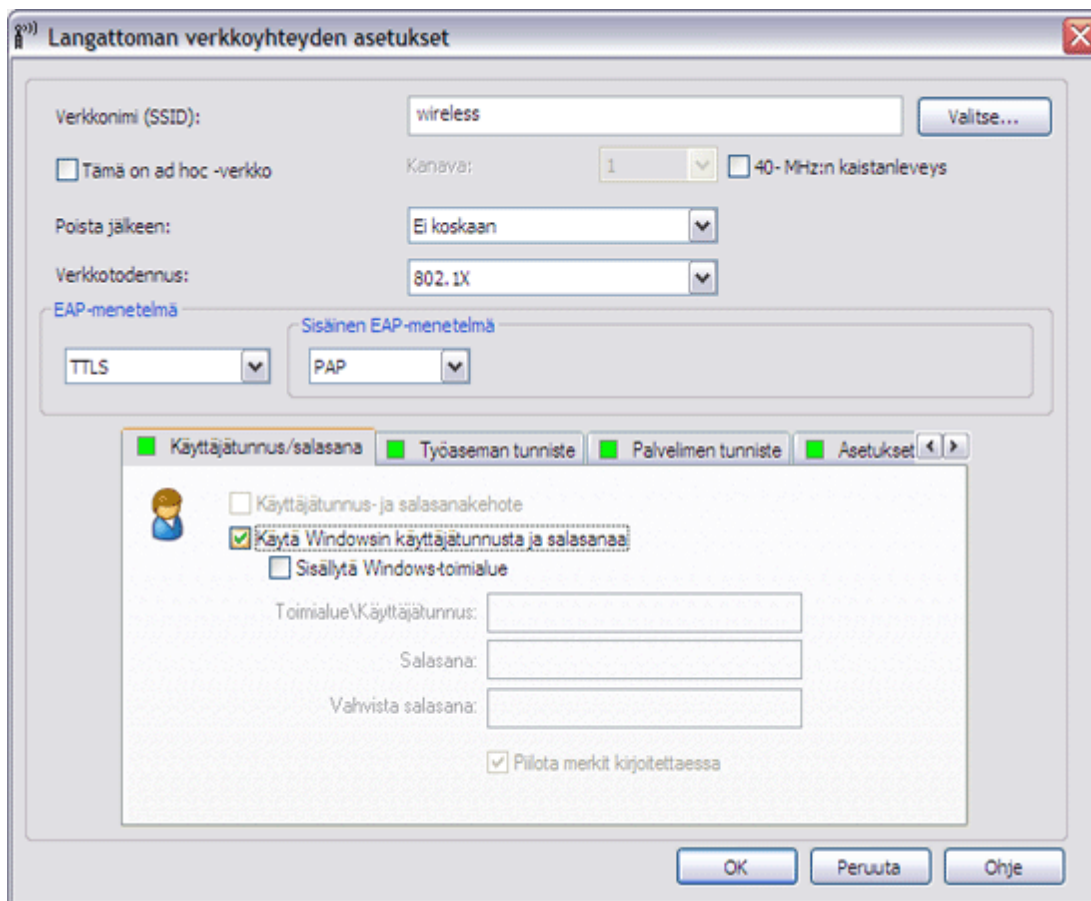 Langattoman verkkoyhteyden asetukset
Verkkonimi (SSID): wireless Valitse...
Tämä on ad hoc -verkko Kanava: 1 40- MHz:n kaistanleveys
Poista jälkeen: Ei koskaan
Verkkotodennus: 802.1X
EAP-menetelmä
Sisäinen EAP-menetelmä
TTLS PAP
Käyttäjätunnus/salasana Työaseman tunniste Palvelimen tunniste Asetukset
Käyttäjätunnus- ja salasanakehote
Käytä Windowsin käyttäjätunnusta ja salasanaa
Sisällytä Windows-toimialue
Toimialue\Käyttäjätunnus:
Salasana:
Vahvista salasana:
Piilota merkit kirjoitettaessa
OK Peruuta Ohje